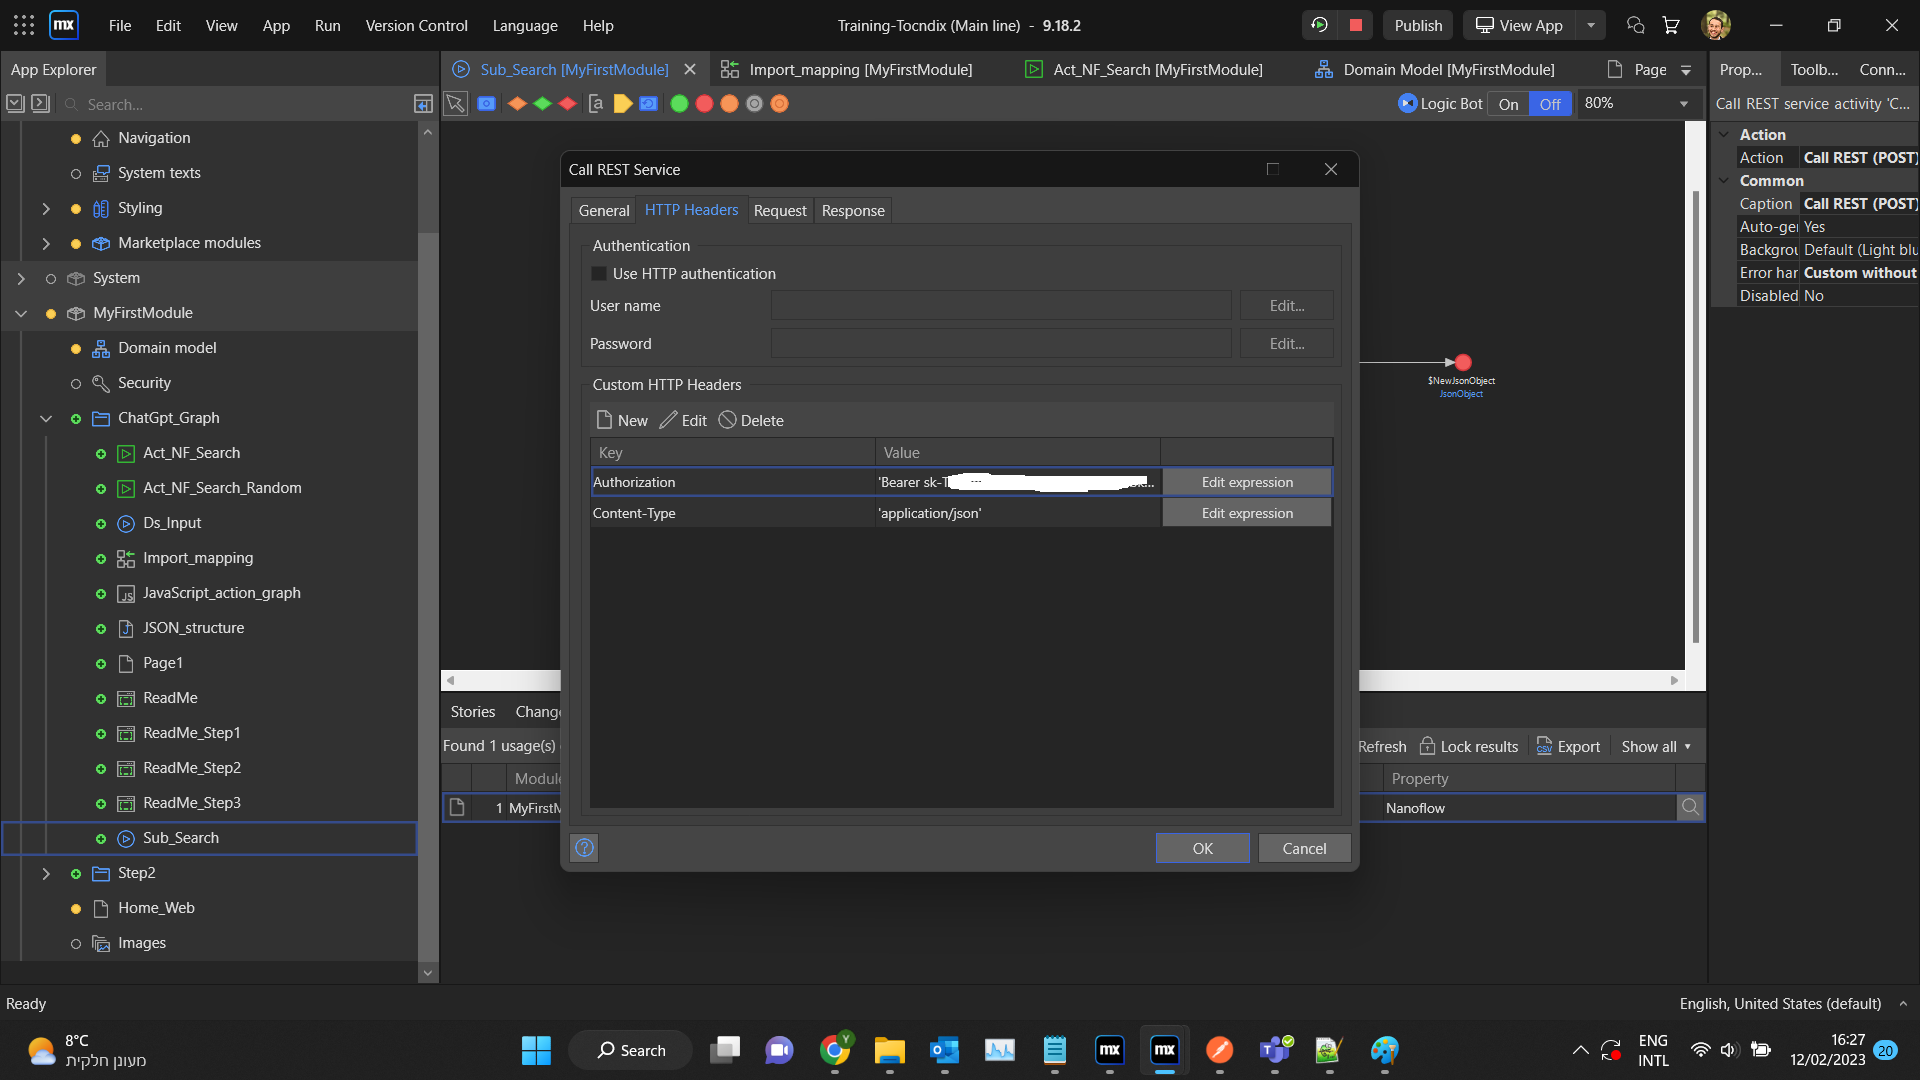 mx
File Edit View App Run Version Control Language Help
Training-Tocndix (Main line) - 9.18.2
Publish
View App
App Explorer
Sub_Search [MyFirstModule]
Import_mapping [MyFirstModule]
Act_NF_Search [MyFirstModule]
Domain Model [MyFirstModule]
Page
Prop...
Toolb...
Conn...
Search...
Logic Bot
On
Off
80%
Call REST service activity 'C...
Navigation
System texts
Styling
Marketplace modules
System
MyFirstModule
Domain model
Security
ChatGpt_Graph
Act_NF_Search
Act_NF_Search_Random
Ds_Input
Import_mapping
JavaScript_action_graph
JSON_structure
Page1
ReadMe
ReadMe_Step1
ReadMe_Step2
ReadMe_Step3
Sub_Search
Step2
Home_Web
Images
Call REST Service
General
HTTP Headers
Request
Response
Authentication
Use HTTP authentication
User name
Edit...
Password
Edit...
Custom HTTP Headers
New
Edit
Delete
Key
Value
Authorization
'Bearer sk-T
Edit expression
Content-Type
'application/json'
Edit expression
OK
Cancel
$NewJsonObject
JsonObject
Action
Action
Call REST (POST)
Common
Caption
Call REST (POST)
Auto-gen
Yes
Backgrou
Default (Light blu
Error han
Custom without
Disabled
No
Stories
Change
Found 1 usage(s)
Refresh
Lock results
Export
Show all
Module
Property
1
MyFirstM
Nanoflow
Ready
English, United States (default)
8°C
מעונן חלקית
Search
ENG
INTL
16:27
12/02/2023
20